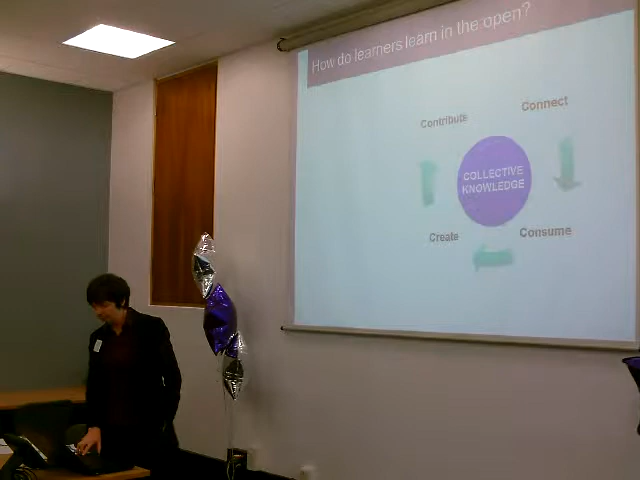 How do learners learn in the open?
Contribute
Connect
COLLECTIVE
KNOWLEDGE
Create
Consume